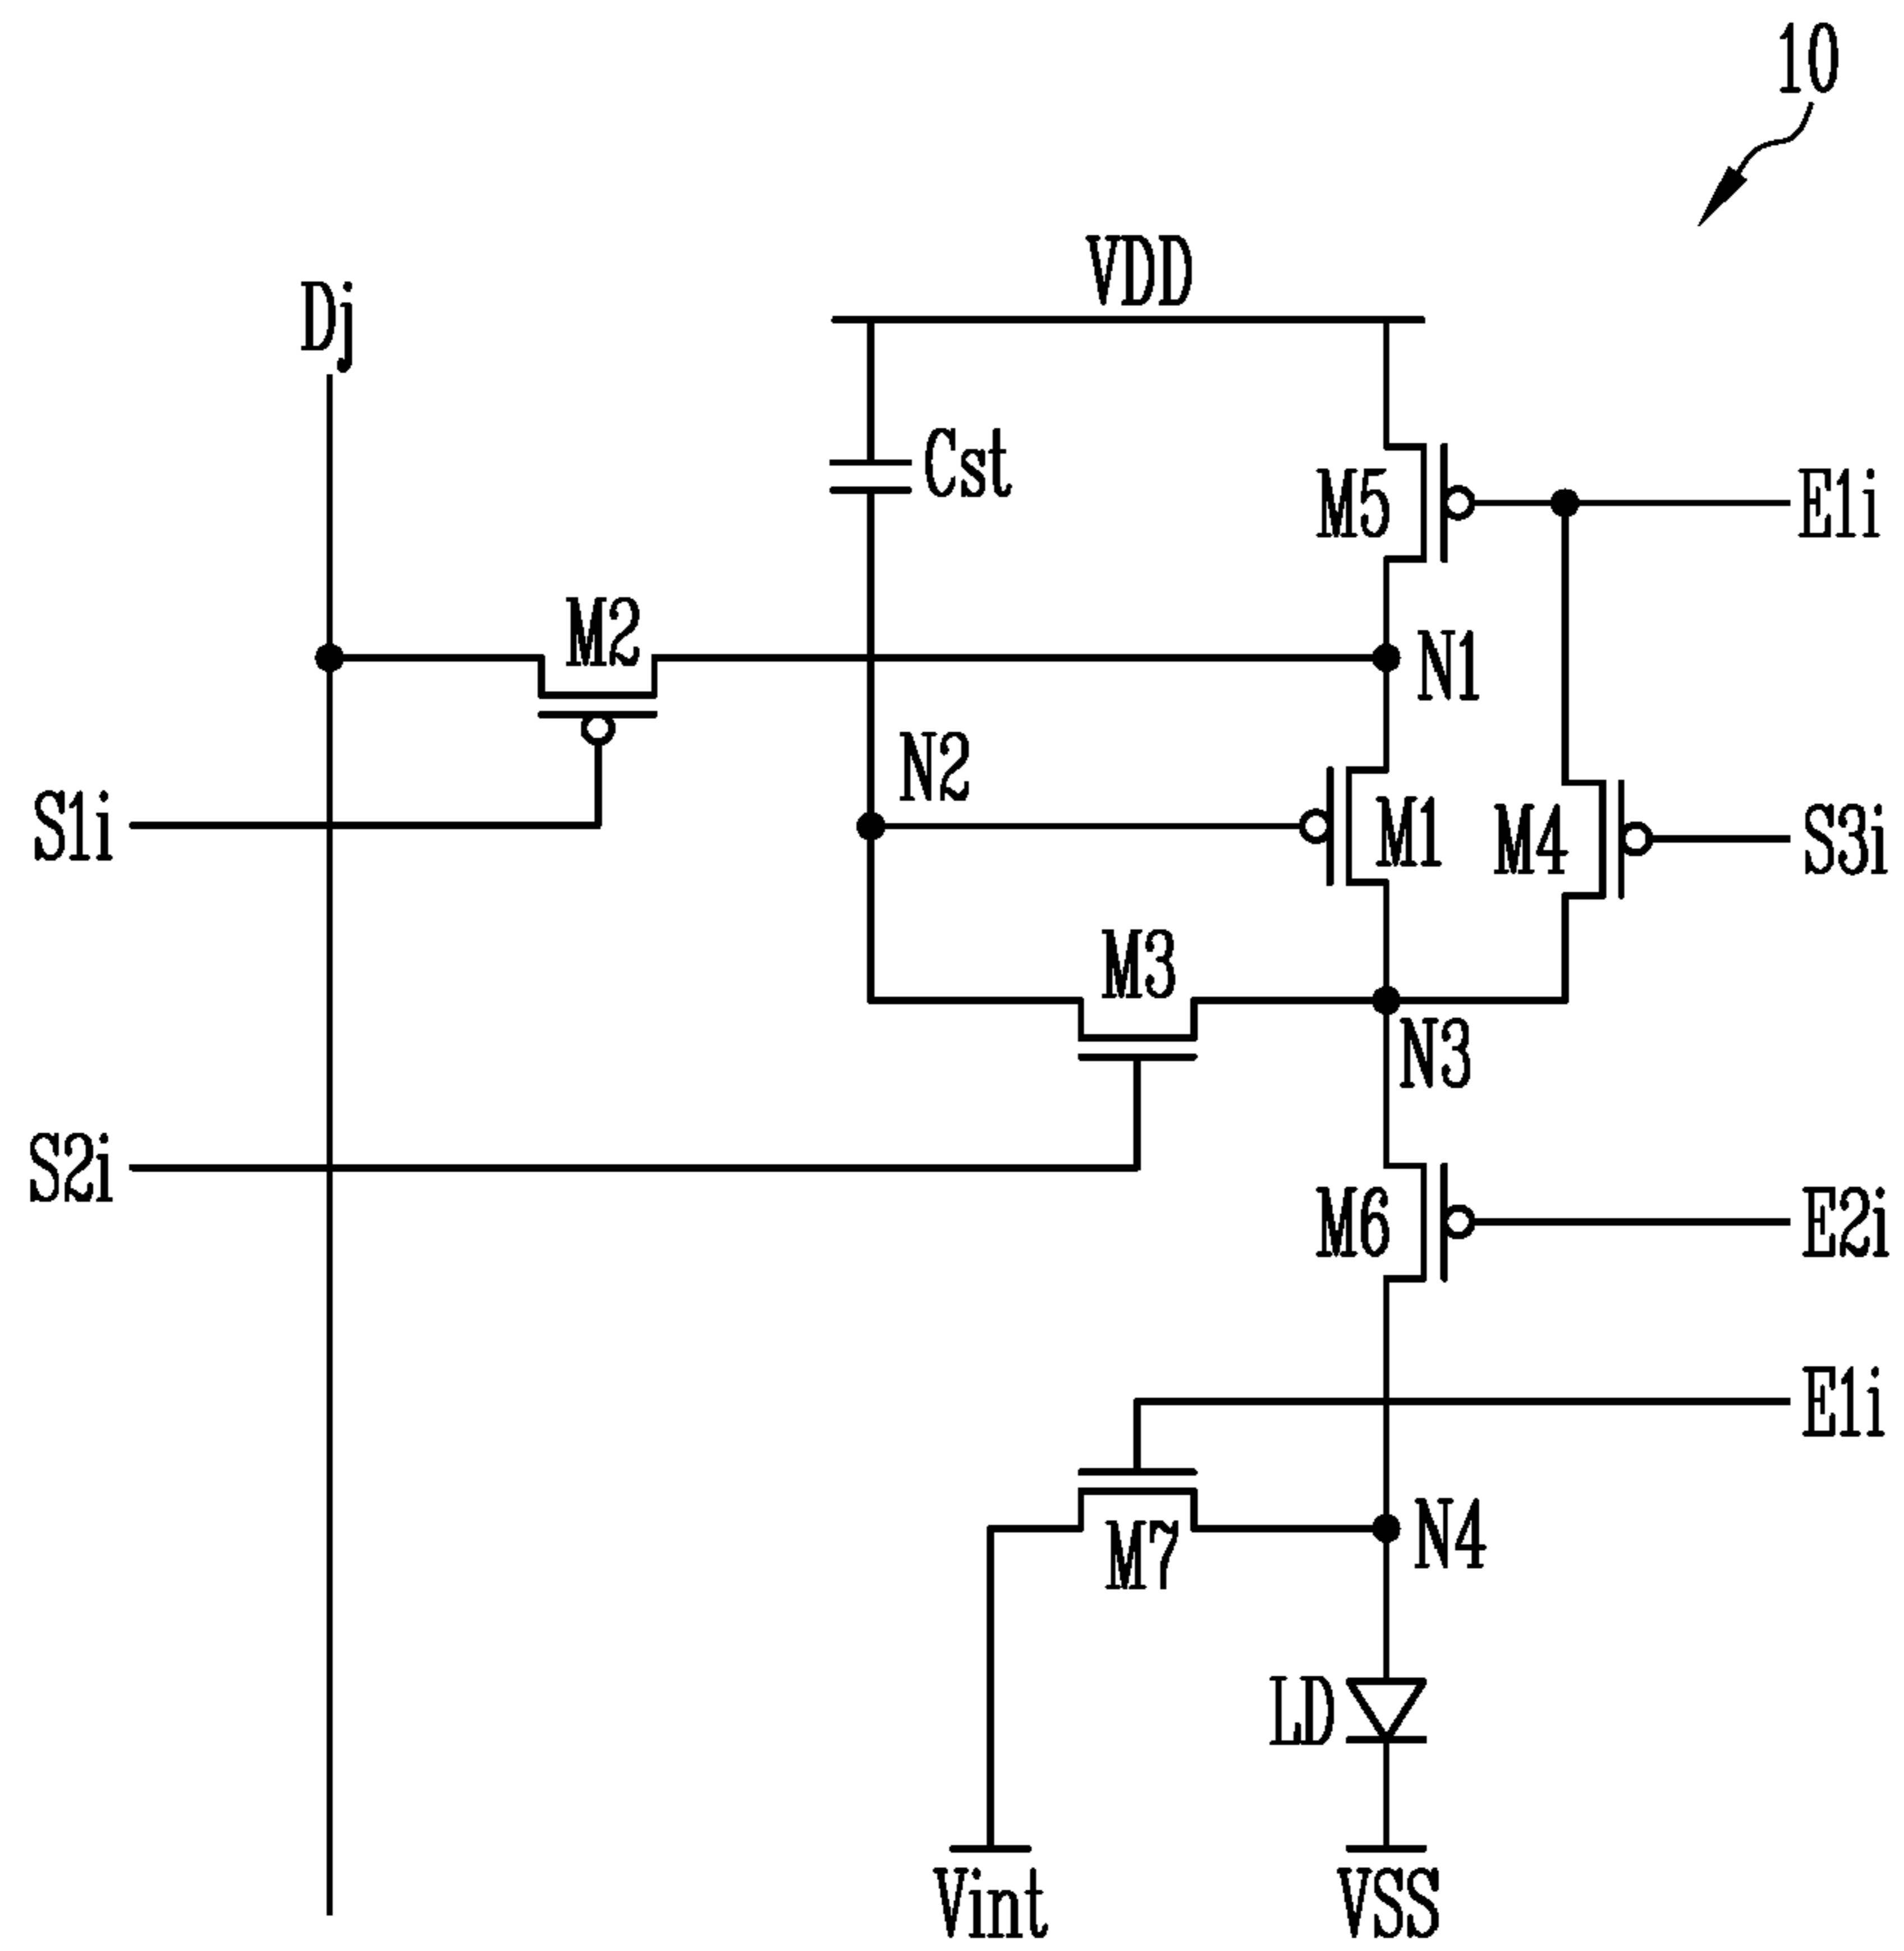 10
VDD
Dj
Cst
M5
E1i
M2
N1
N2
S1i
M1
M4
S3i
M3
N3
S2i
M6
E2i
E1i
N4
M7
LD
Vint
VSS